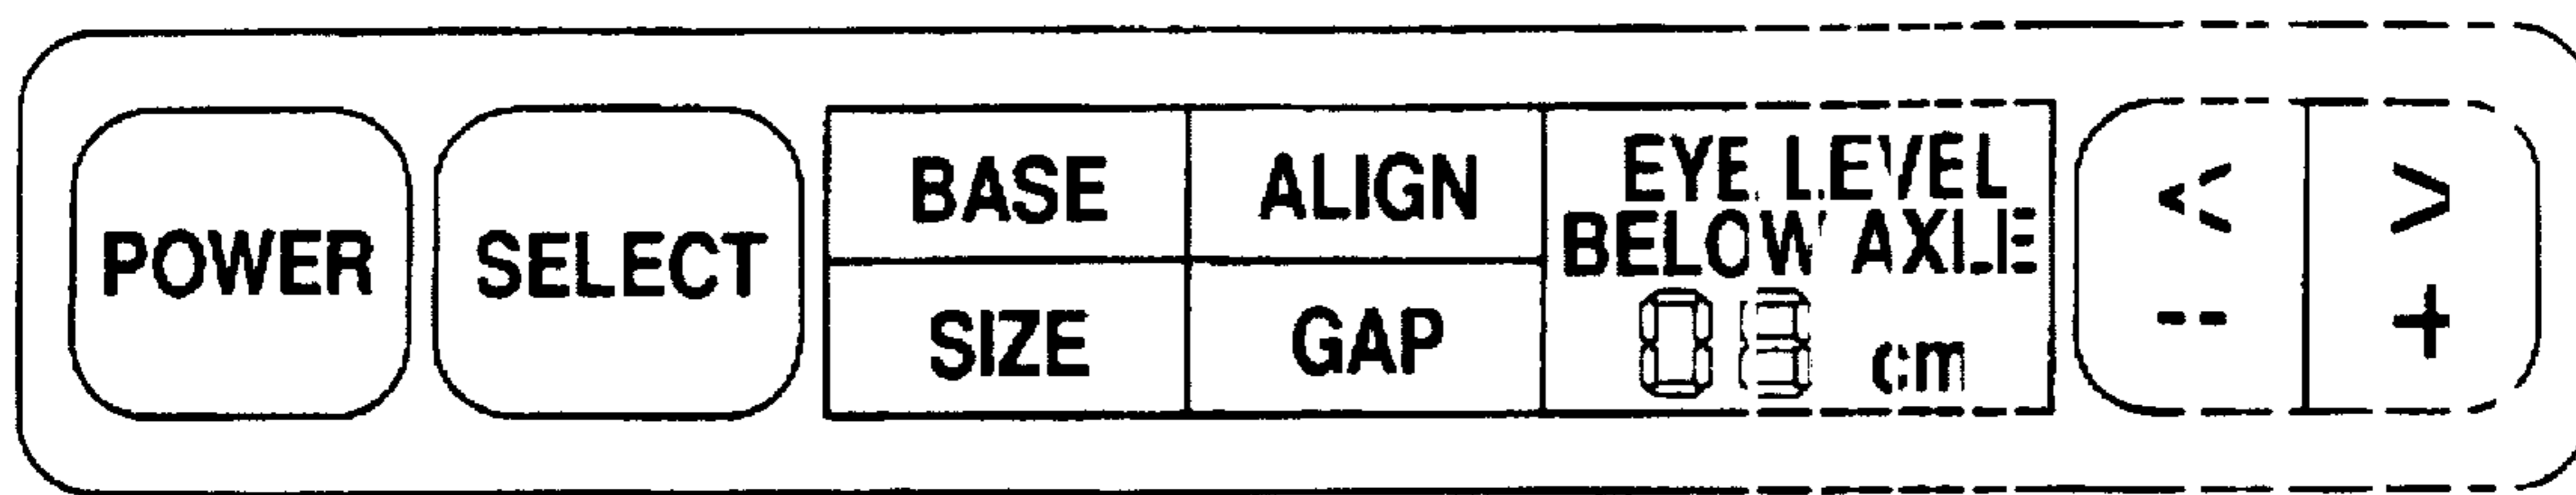 POWER
SELECT
BASE
ALIGN
SIZE
GAP
EYE LEVEL
BELOW AXLE
cm
< >
-- +